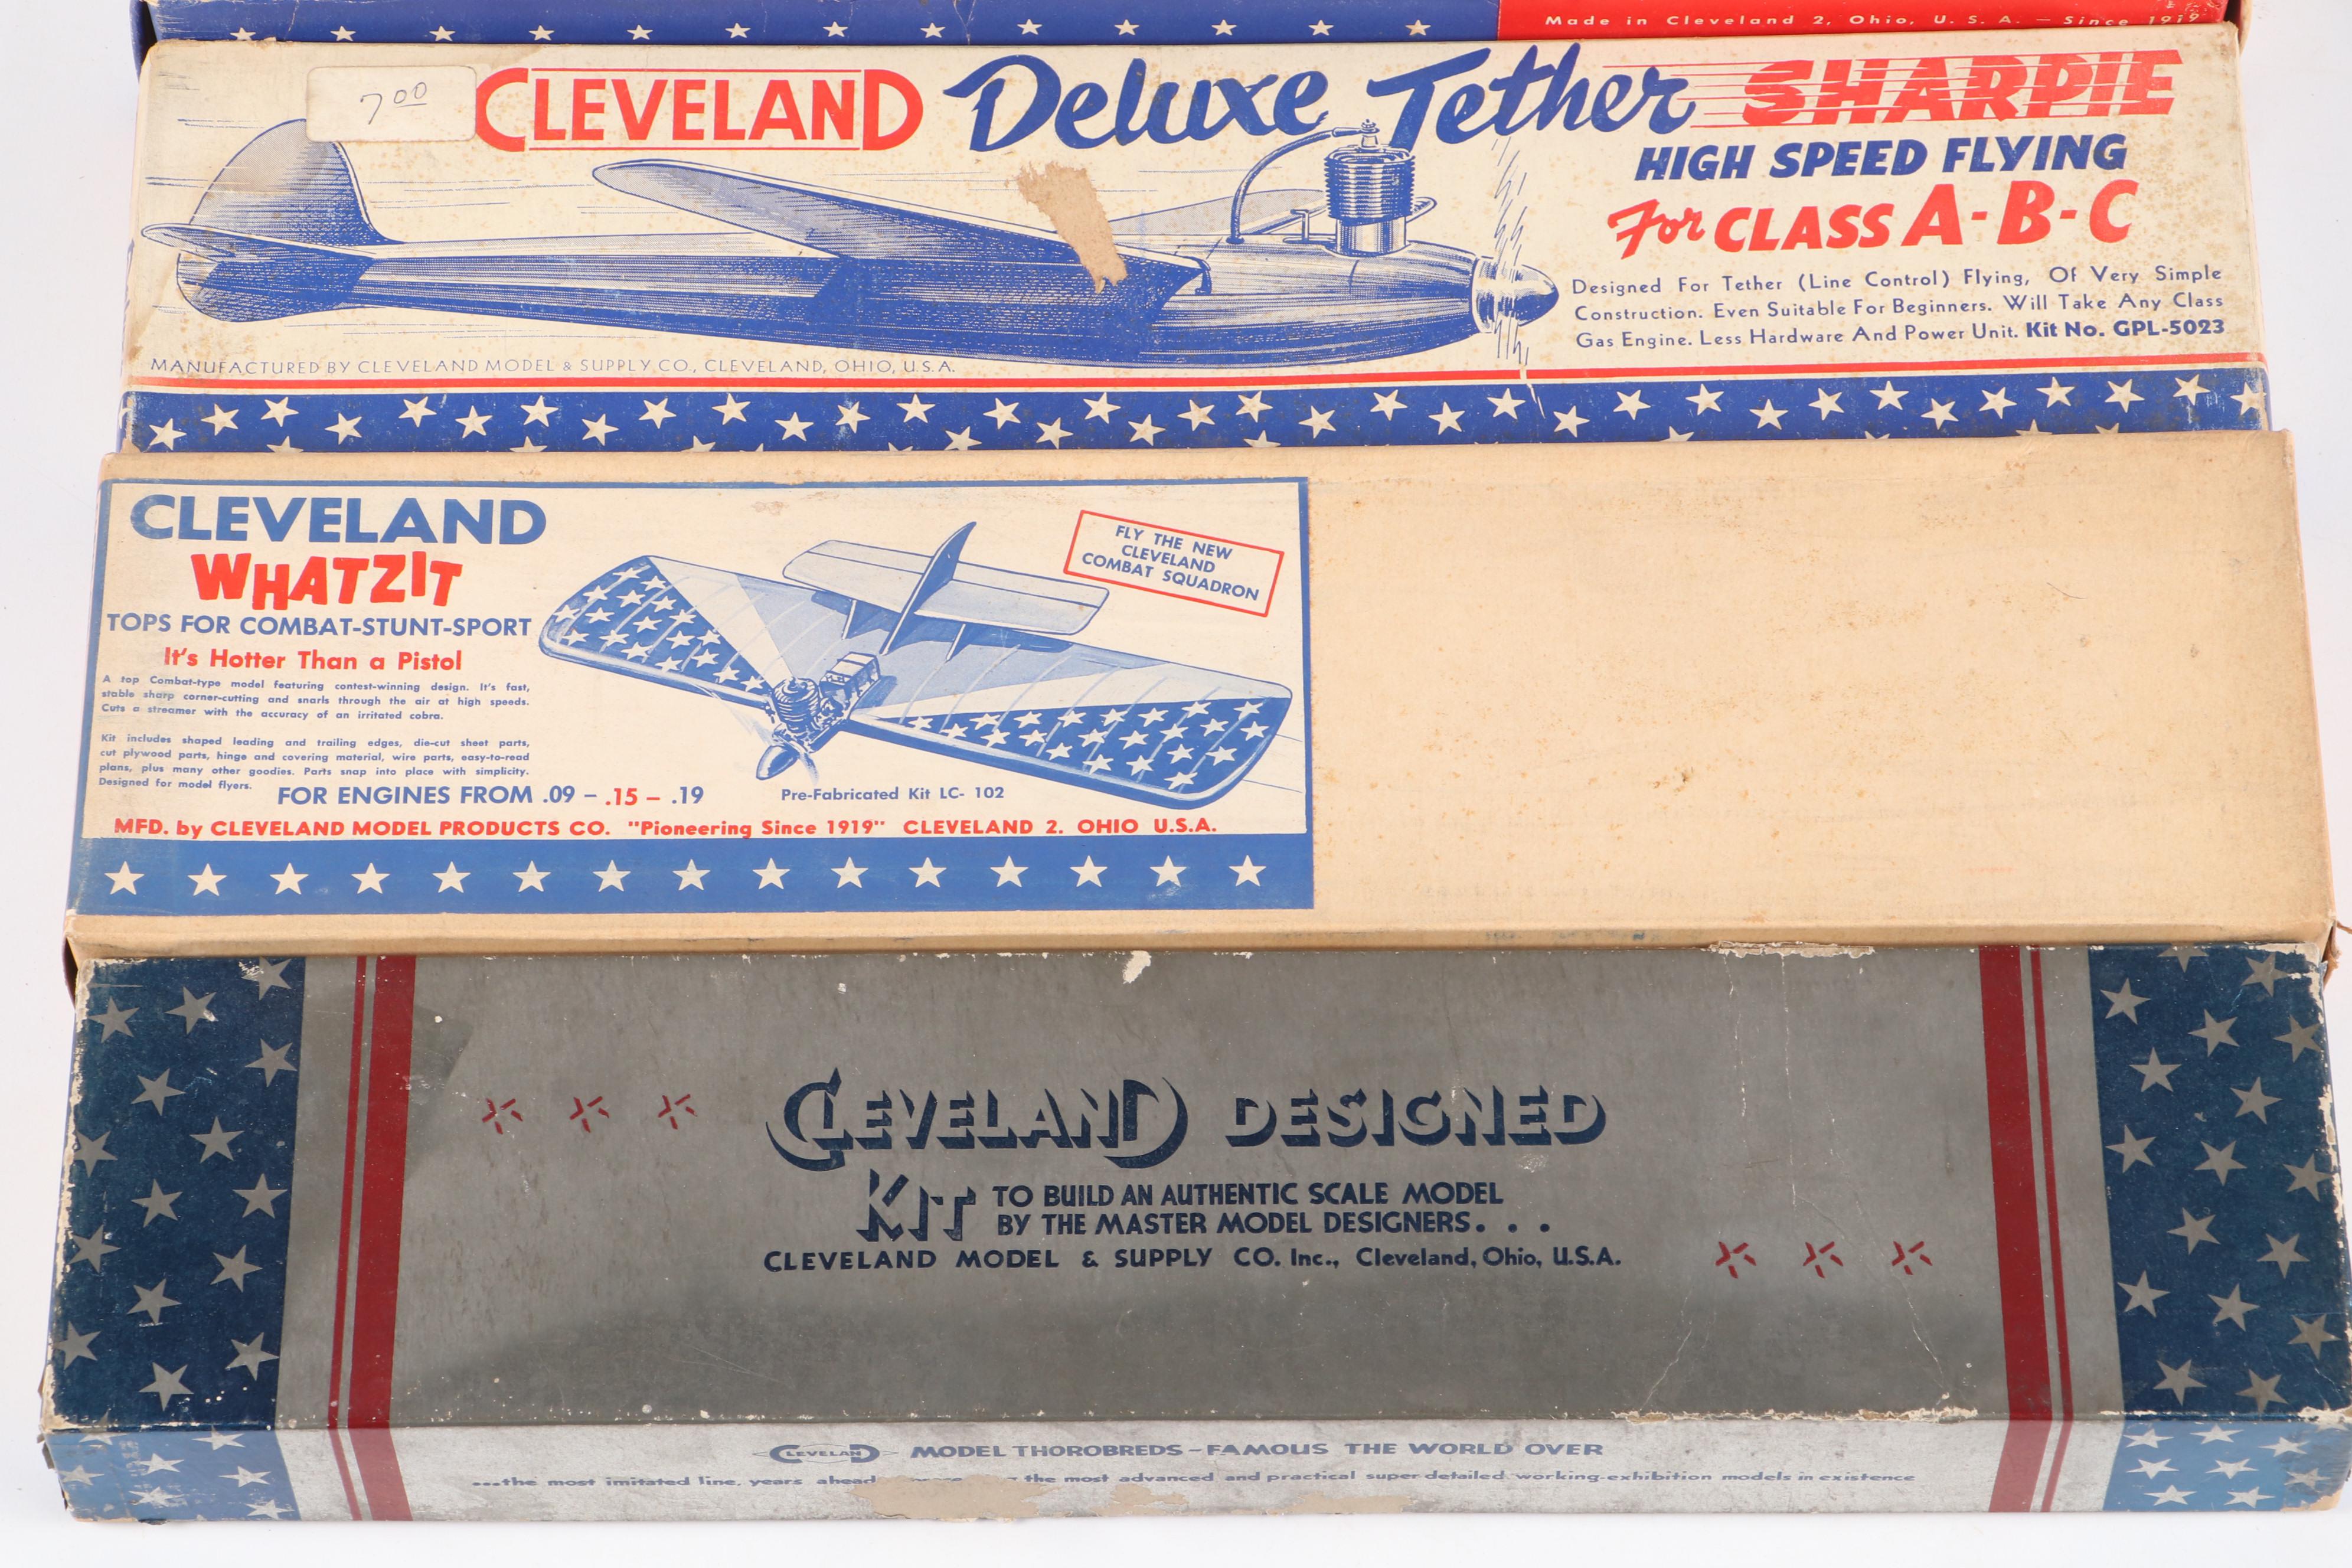 Made in Cleveland 2, Ohio, U. S. A. — Since 1919
7 00
CLEVELAND Deluxe Tether SHARPIE
HIGH SPEED FLYING
For CLASS A-B-C
Designed For Tether (Line Control) Flying, Of Very Simple
Construction. Even Suitable For Beginners. Will Take Any Class
Gas Engine. Less Hardware And Power Unit. Kit No. GPL-5023
MANUFACTURED BY CLEVELAND MODEL & SUPPLY CO., CLEVELAND, OHIO, U.S.A.
CLEVELAND
WHATZIT
TOPS FOR COMBAT-STUNT-SPORT
It's Hotter Than a Pistol
A top Combat-type model featuring contest-winning design. It's fast,
stable sharp corner-cutting and snarls through the air at high speeds.
Cuts a streamer with the accuracy of an irritated cobra.
Kit includes shaped leading and trailing edges, die-cut sheet parts,
cut plywood parts, hinge and covering material, wire parts, easy-to-read
plans, plus many other goodies. Parts snap into place with simplicity.
Designed for model flyers.
FLY THE NEW
CLEVELAND
COMBAT SQUADRON
FOR ENGINES FROM .09 – .15 – .19
Pre-Fabricated Kit LC- 102
MFD. by CLEVELAND MODEL PRODUCTS CO. "Pioneering Since 1919" CLEVELAND 2. OHIO U.S.A.
CLEVELAND DESIGNED
KIT TO BUILD AN AUTHENTIC SCALE MODEL
BY THE MASTER MODEL DESIGNERS. . .
CLEVELAND MODEL & SUPPLY CO. Inc., Cleveland, Ohio, U.S.A.
CLEVELAND MODEL THOROBREDS–FAMOUS THE WORLD OVER
...the most imitated line, years ahead the most advanced and practical super-detailed working-exhibition models in existence